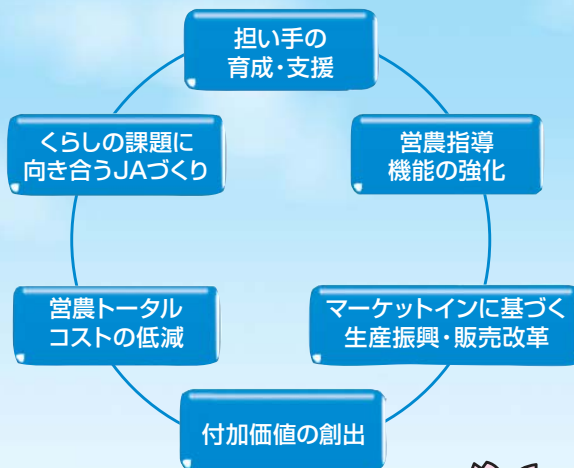 担い手の
育成・支援
くらしの課題に
向き合うJAづくり
営農指導
機能の強化
営農トータル
コストの低減
マーケットインに基づく
生産振興・販売改革
付加価値の創出